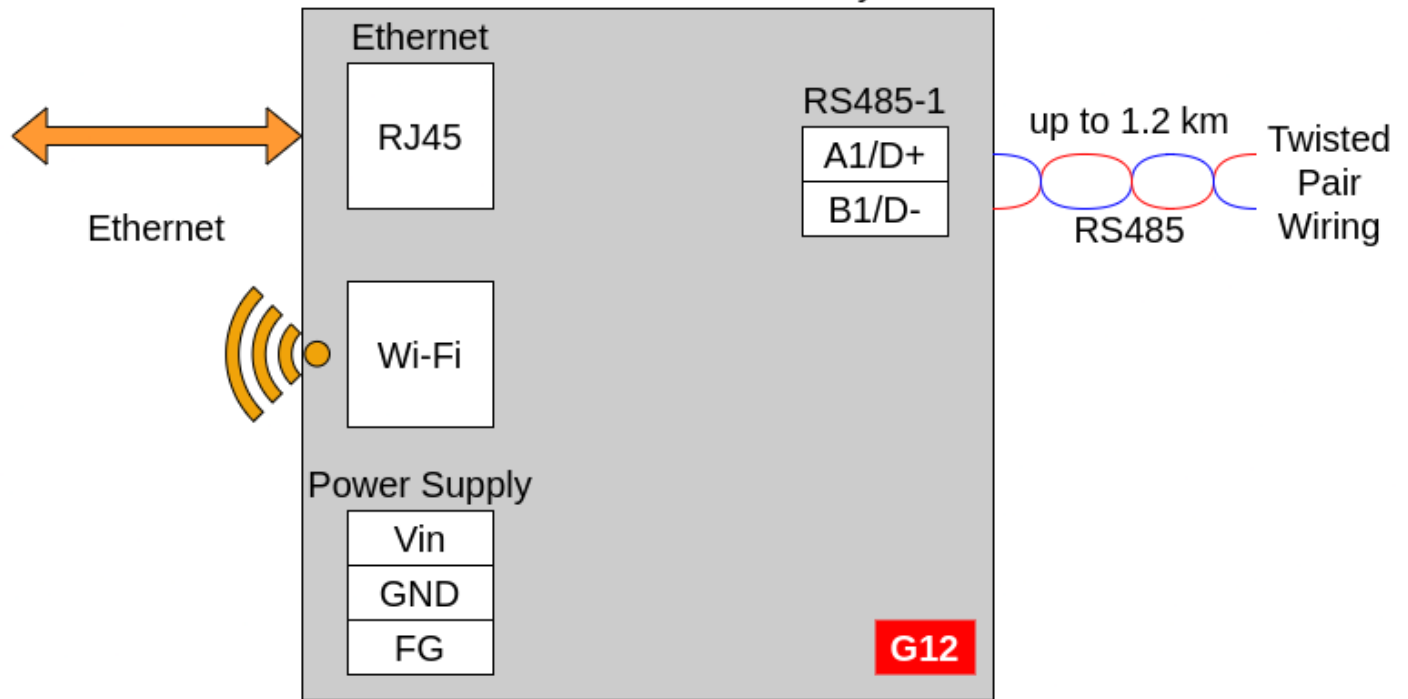 Ethernet
RJ45
Ethernet
Wi-Fi
Power Supply
Vin
GND
FG
RS485-1
A1/D+
B1/D-
up to 1.2 km
RS485
Twisted
Pair
Wiring
G12